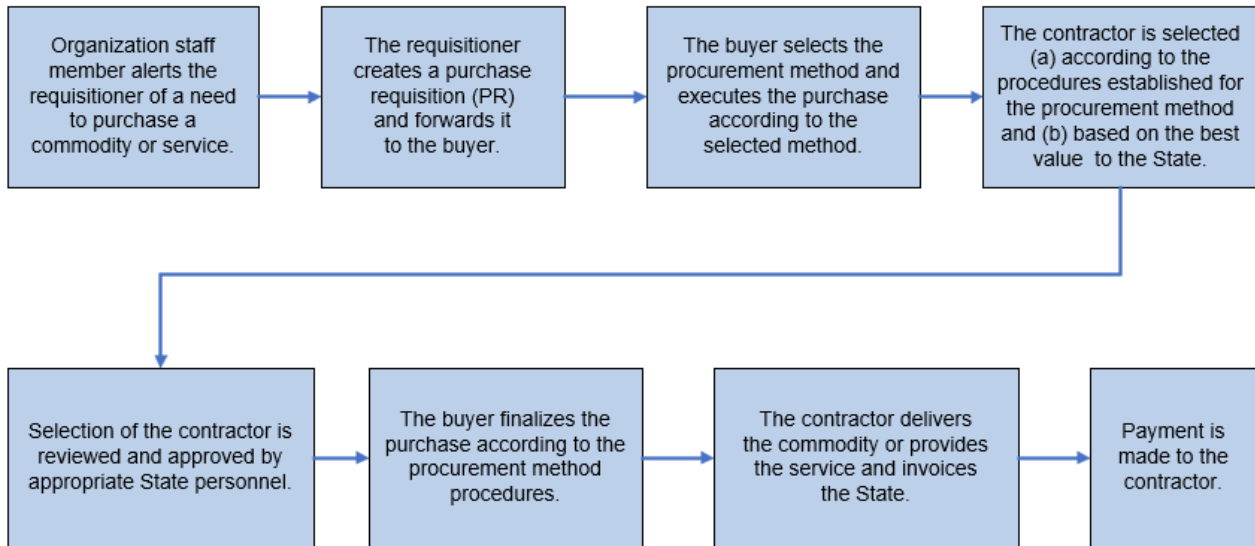 Organization staff
member alerts the
requisitioner of a need
to purchase a
commodity or service.
The requisitioner
creates a purchase
requisition (PR)
and forwards it
to the buyer.
The buyer selects the
procurement method and
executes the purchase
according to the
selected method.
The contractor is selected
(a) according to the
procedures established for
the procurement method
and (b) based on the best
value to the State.
Selection of the contractor is
reviewed and approved by
appropriate State personnel.
The buyer finalizes the
purchase according to the
procurement method
procedures.
The contractor delivers
the commodity or provides
the service and invoices
the State.
Payment is
made to the
contractor.